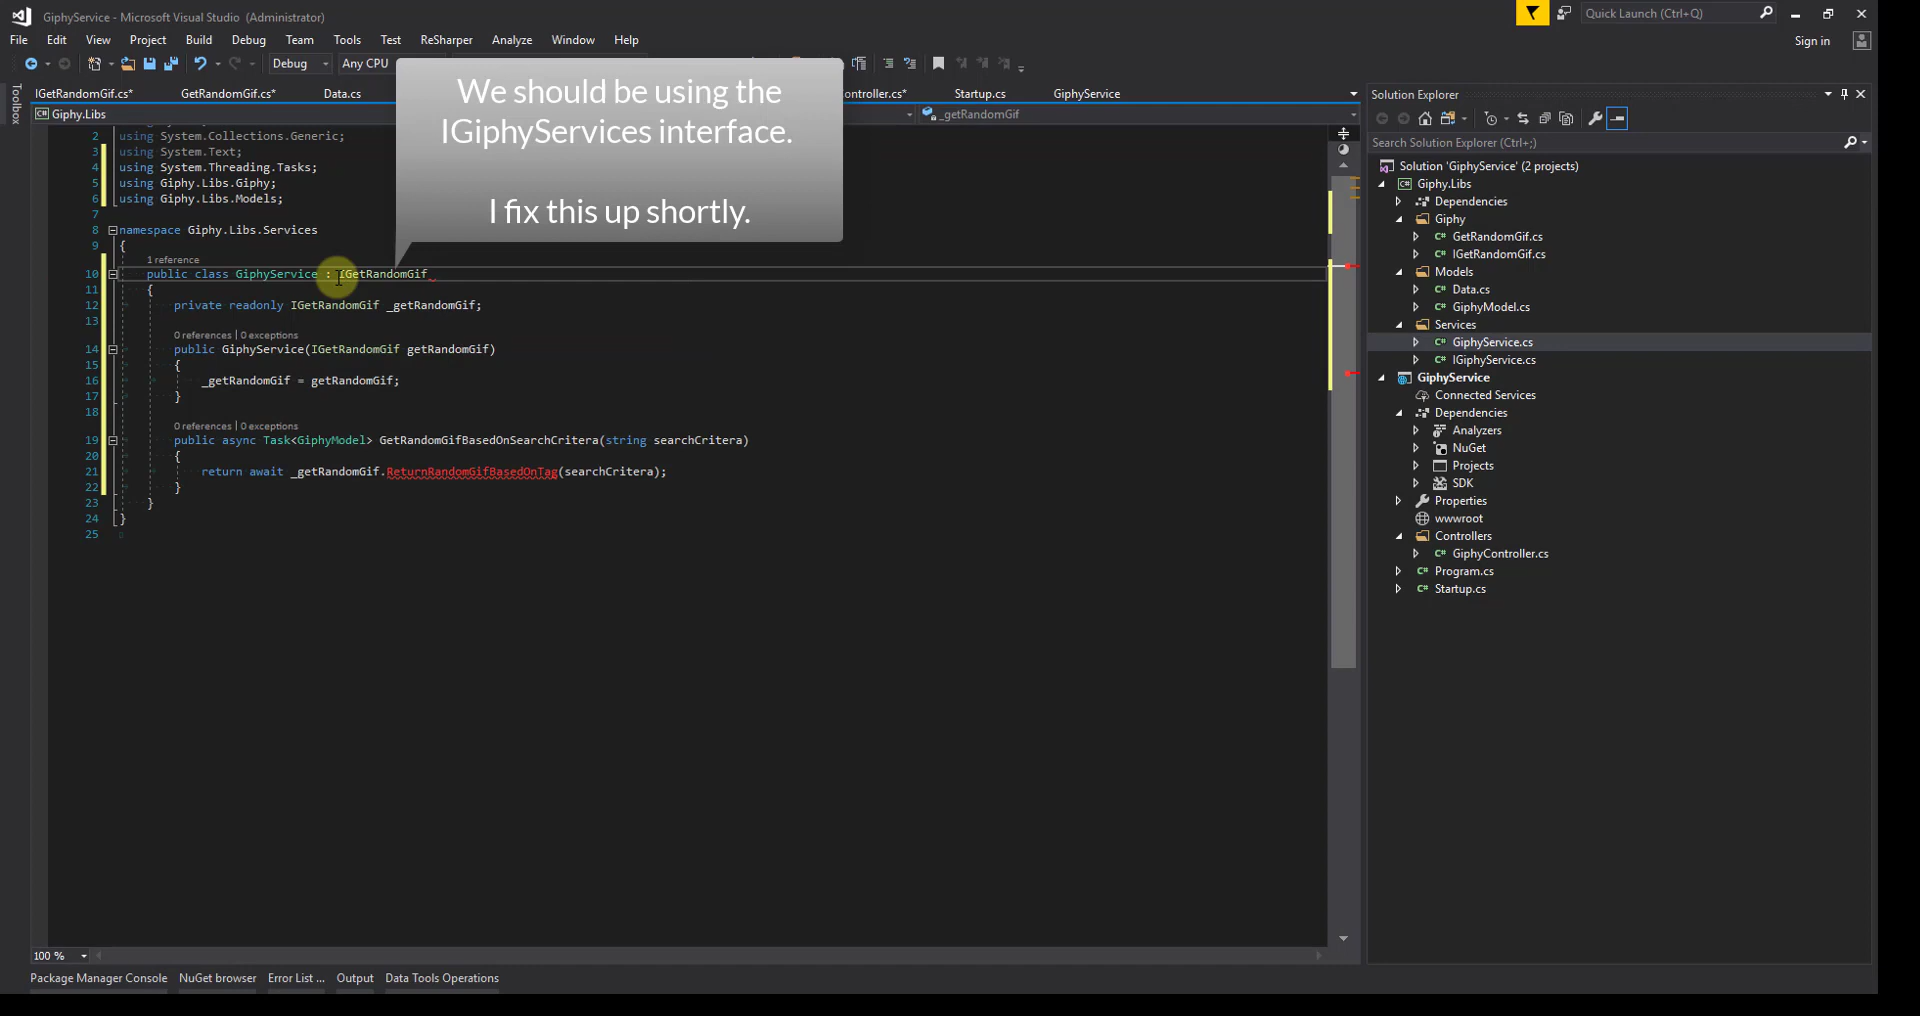 GiphyService - Microsoft Visual Studio (Administrator)
Quick Launch (Ctrl+Q)
File Edit View Project Build Debug Team Tools Test ReSharper Analyze Window Help
Sign in
Debug Any CPU
Toolbox
IGetRandomGif.cs* GetRandomGif.cs* Data.cs ontroller.cs* Startup.cs GiphyService
Giphy.Libs _getRandomGif
We should be using the
IGiphyServices interface.
I fix this up shortly.
2 using System.Collections.Generic;
3 using System.Text;
4 using System.Threading.Tasks;
5 using Giphy.Libs.Giphy;
6 using Giphy.Libs.Models;
7
8 namespace Giphy.Libs.Services
9 {
1 reference
10 public class GiphyService : IGetRandomGif
11 {
12 private readonly IGetRandomGif _getRandomGif;
13
0 references | 0 exceptions
14 public GiphyService(IGetRandomGif getRandomGif)
15 {
16 _getRandomGif = getRandomGif;
17 }
18
0 references | 0 exceptions
19 public async Task<GiphyModel> GetRandomGifBasedOnSearchCritera(string searchCritera)
20 {
21 return await _getRandomGif.ReturnRandomGifBasedOnTag(searchCritera);
22 }
23 }
24 }
25
100 %
Package Manager Console NuGet browser Error List ... Output Data Tools Operations
Solution Explorer
Search Solution Explorer (Ctrl+;)
Solution 'GiphyService' (2 projects)
C# Giphy.Libs
Dependencies
Giphy
C# GetRandomGif.cs
C# IGetRandomGif.cs
Models
C# Data.cs
C# GiphyModel.cs
Services
C# GiphyService.cs
C# IGiphyService.cs
GiphyService
Connected Services
Dependencies
Analyzers
NuGet
Projects
SDK
Properties
wwwroot
Controllers
C# GiphyController.cs
C# Program.cs
C# Startup.cs